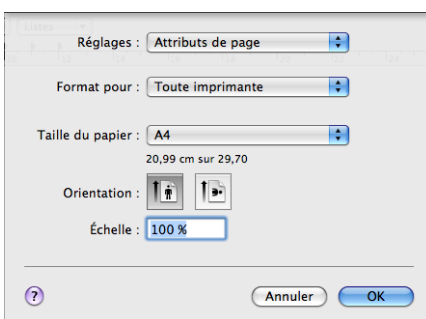 Listes
Réglages : Attributs de page
Format pour : Toute imprimante
Taille du papier : A4
20,99 cm sur 29,70
Orientation :
Échelle : 100 %
? Annuler OK